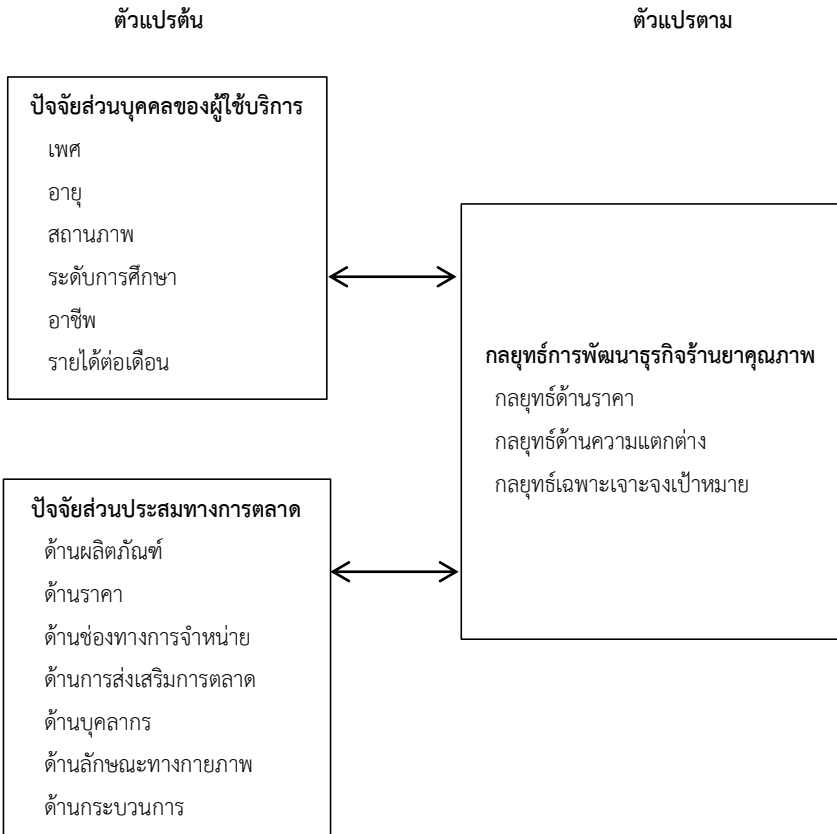 ตัวแปรต้น
ตัวแปรตาม
ปัจจัยส่วนบุคคลของผู้ใช้บริการ
เพศ
อายุ
สถานภาพ
ระดับการศึกษา
อาชีพ
รายได้ต่อเดือน
ปัจจัยส่วนประสมทางการตลาด
ด้านผลิตภัณฑ์
ด้านราคา
ด้านช่องทางการจำหน่าย
ด้านการส่งเสริมการตลาด
ด้านบุคลากร
ด้านลักษณะทางกายภาพ
ด้านกระบวนการ
กลยุทธ์การพัฒนาธุรกิจร้านยาคุณภาพ
กลยุทธ์ด้านราคา
กลยุทธ์ด้านความแตกต่าง
กลยุทธ์เฉพาะเจาะจงเป้าหมาย